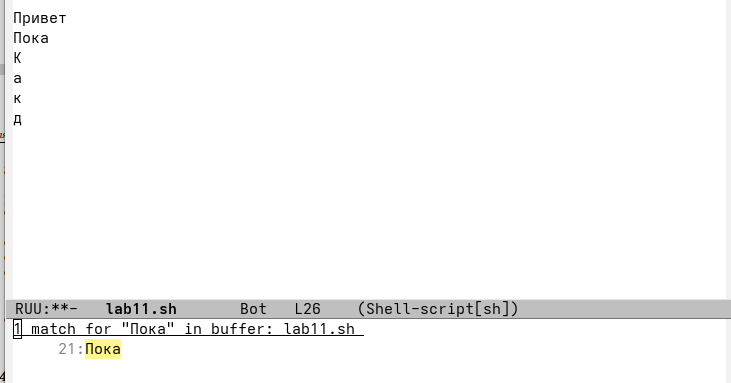 Привет
Пока
К
а
к
д
RUU:**- lab11.sh Bot L26 (Shell-script[sh])
1 match for "Пока" in buffer: lab11.sh
21:Пока